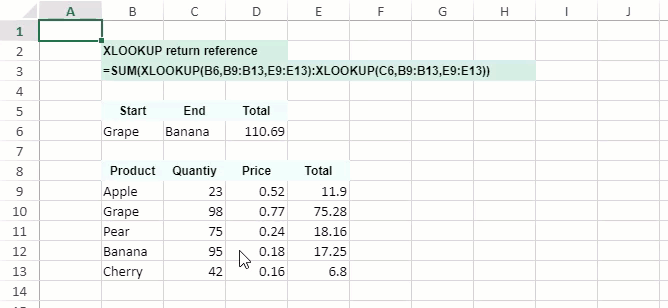 A B C D E F G H I J
1
2 XLOOKUP return reference
3 =SUM(XLOOKUP(B6,B9:B13,E9:E13):XLOOKUP(C6,B9:B13,E9:E13))
4
5 Start End Total
6 Grape Banana 110.69
7
8 Product Quantiy Price Total
9 Apple 23 0.52 11.9
10 Grape 98 0.77 75.28
11 Pear 75 0.24 18.16
12 Banana 95 0.18 17.25
13 Cherry 42 0.16 6.8
14